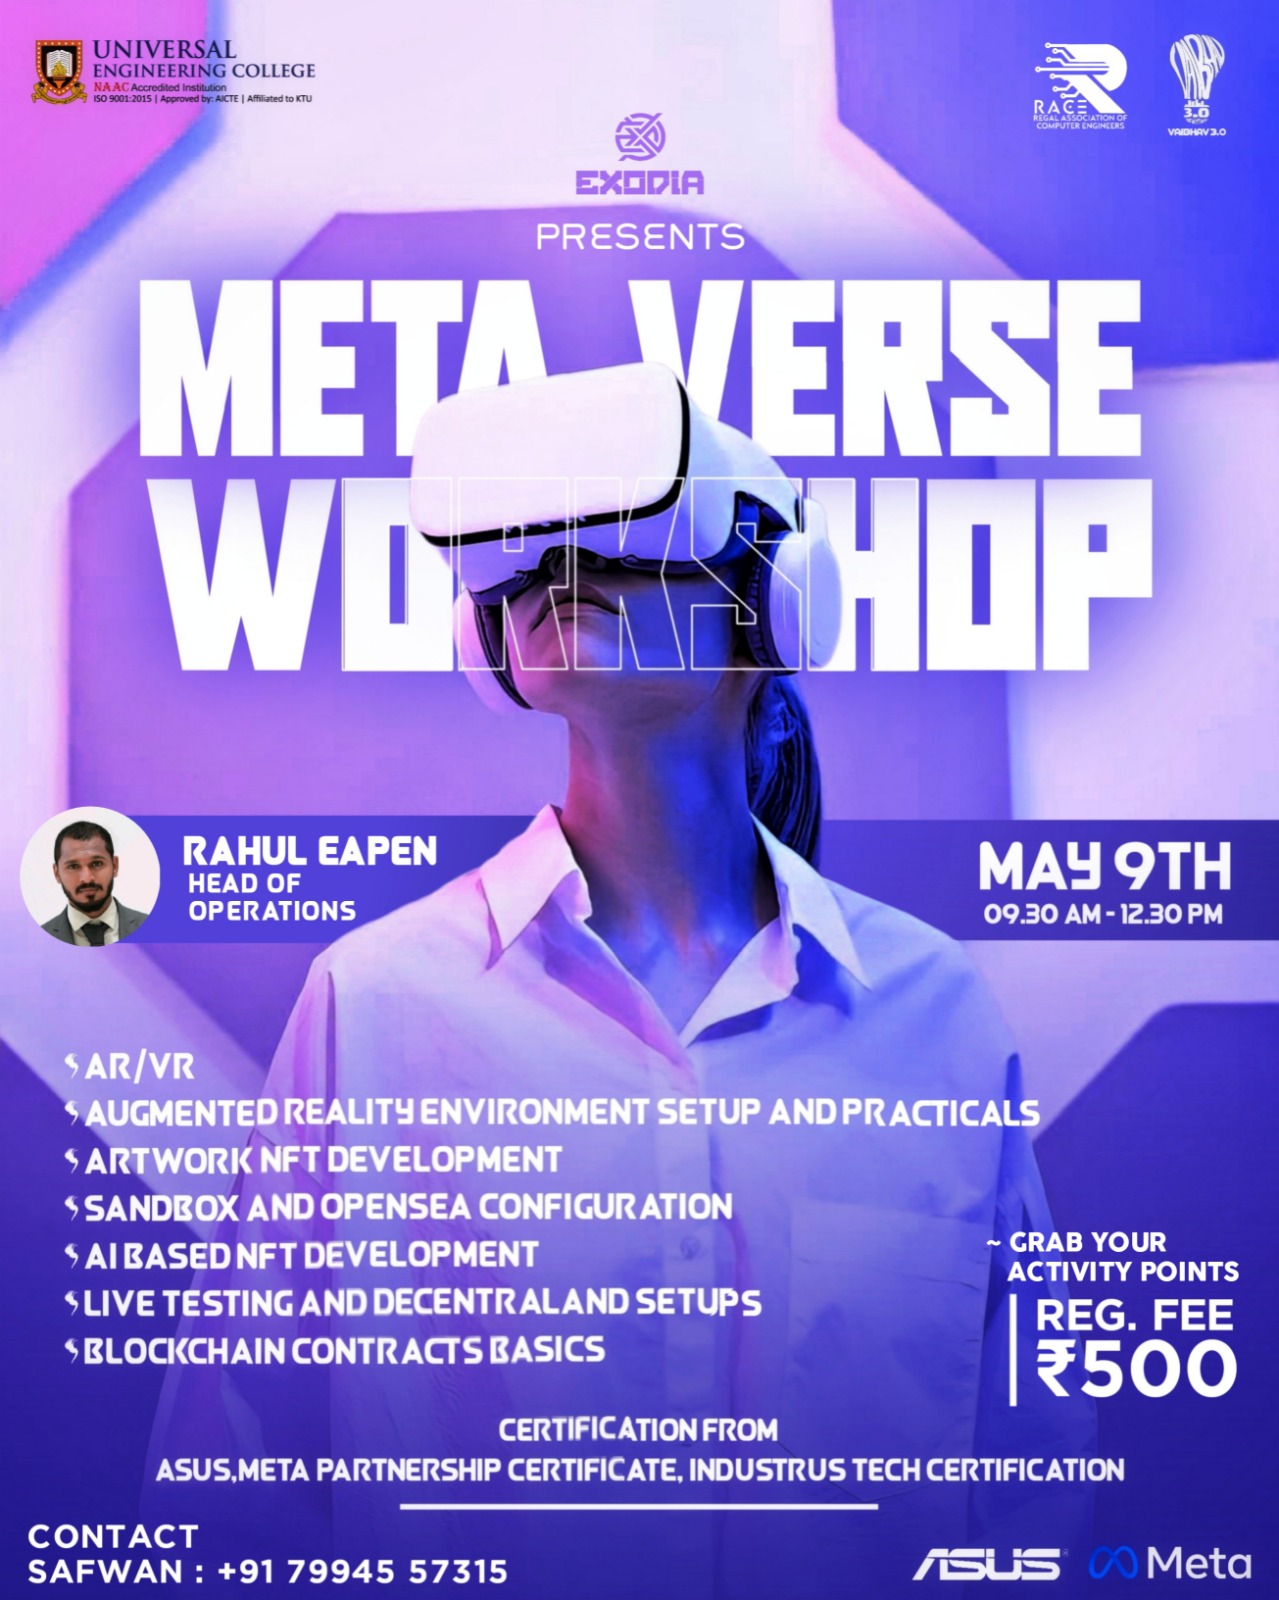 UNIVERSAL
ENGINEERING COLLEGE
NAAC Accredited Institution
ISO 9001:2015 | Approved by: AICTE | Affiliated to KTU
RACE
REGAL ASSOCIATION OF
COMPUTER ENGINEERS
3.0
VAIBHAV 3.0
EXODIA
PRESENTS
META VERSE
WORKSHOP
RAHUL EAPEN
HEAD OF
OPERATIONS
MAY 9TH
09.30 AM - 12.30 PM
AR/VR
AUGMENTED REALITY ENVIRONMENT SETUP AND PRACTICALS
ARTWORK NFT DEVELOPMENT
SANDBOX AND OPENSEA CONFIGURATION
AI BASED NFT DEVELOPMENT
LIVE TESTING AND DECENTRALAND SETUPS
BLOCKCHAIN CONTRACTS BASICS
~ GRAB YOUR
ACTIVITY POINTS
REG. FEE
₹500
CERTIFICATION FROM
ASUS,META PARTNERSHIP CERTIFICATE, INDUSTRUS TECH CERTIFICATION
CONTACT
SAFWAN : +91 79945 57315
ASUS
Meta